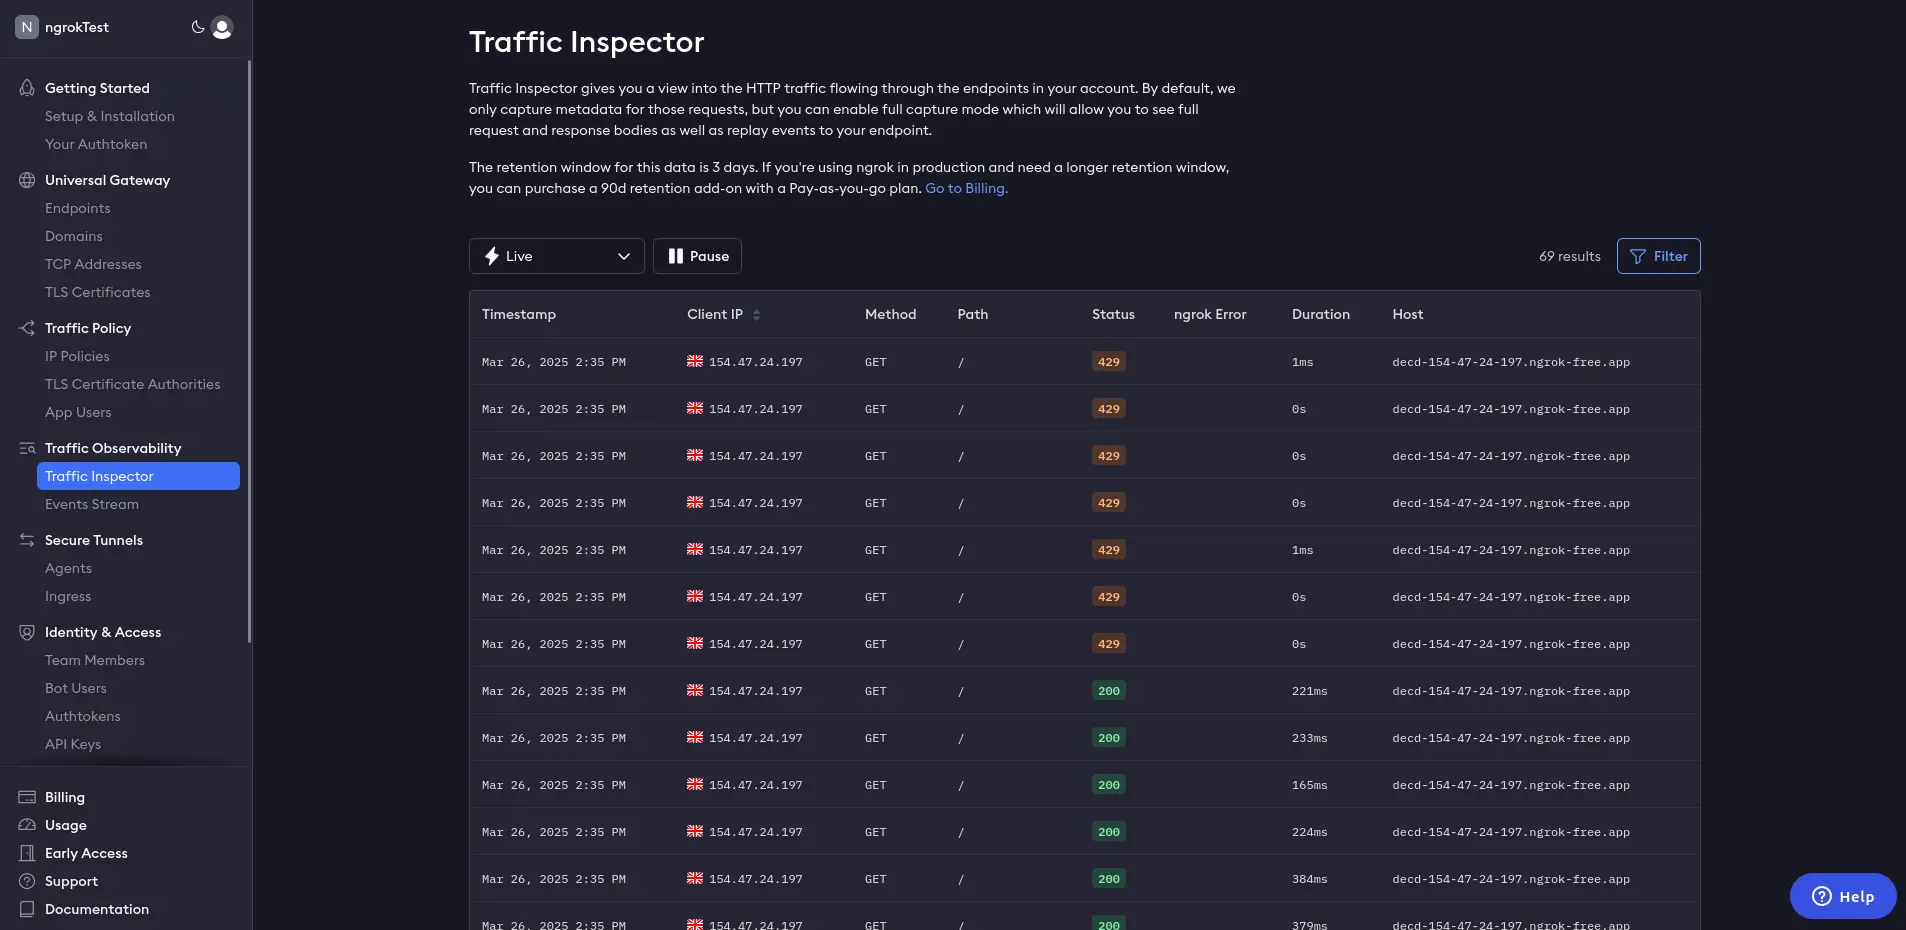 N ngrokTest
Getting Started
Setup & Installation
Your Authtoken
Universal Gateway
Endpoints
Domains
TCP Addresses
TLS Certificates
Traffic Policy
IP Policies
TLS Certificate Authorities
App Users
Traffic Observability
Traffic Inspector
Events Stream
Secure Tunnels
Agents
Ingress
Identity & Access
Team Members
Bot Users
Authtokens
API Keys
Billing
Usage
Early Access
Support
Documentation
Traffic Inspector
Traffic Inspector gives you a view into the HTTP traffic flowing through the endpoints in your account. By default, we
only capture metadata for those requests, but you can enable full capture mode which will allow you to see full
request and response bodies as well as replay events to your endpoint.
The retention window for this data is 3 days. If you're using ngrok in production and need a longer retention window,
you can purchase a 90d retention add-on with a Pay-as-you-go plan. Go to Billing.
Live Pause 69 results Filter
Timestamp Client IP Method Path Status ngrok Error Duration Host
Mar 26, 2025 2:35 PM 154.47.24.197 GET / 429 1ms decd-154-47-24-197.ngrok-free.app
Mar 26, 2025 2:35 PM 154.47.24.197 GET / 429 0s decd-154-47-24-197.ngrok-free.app
Mar 26, 2025 2:35 PM 154.47.24.197 GET / 429 0s decd-154-47-24-197.ngrok-free.app
Mar 26, 2025 2:35 PM 154.47.24.197 GET / 429 0s decd-154-47-24-197.ngrok-free.app
Mar 26, 2025 2:35 PM 154.47.24.197 GET / 429 1ms decd-154-47-24-197.ngrok-free.app
Mar 26, 2025 2:35 PM 154.47.24.197 GET / 429 0s decd-154-47-24-197.ngrok-free.app
Mar 26, 2025 2:35 PM 154.47.24.197 GET / 429 0s decd-154-47-24-197.ngrok-free.app
Mar 26, 2025 2:35 PM 154.47.24.197 GET / 200 221ms decd-154-47-24-197.ngrok-free.app
Mar 26, 2025 2:35 PM 154.47.24.197 GET / 200 233ms decd-154-47-24-197.ngrok-free.app
Mar 26, 2025 2:35 PM 154.47.24.197 GET / 200 165ms decd-154-47-24-197.ngrok-free.app
Mar 26, 2025 2:35 PM 154.47.24.197 GET / 200 224ms decd-154-47-24-197.ngrok-free.app
Mar 26, 2025 2:35 PM 154.47.24.197 GET / 200 384ms decd-154-47-24-197.ngrok-free.app
Mar 26, 2025 2:35 PM 154.47.24.197 GET / 200 379ms decd-154-47-24-197.ngrok-free.app
Help